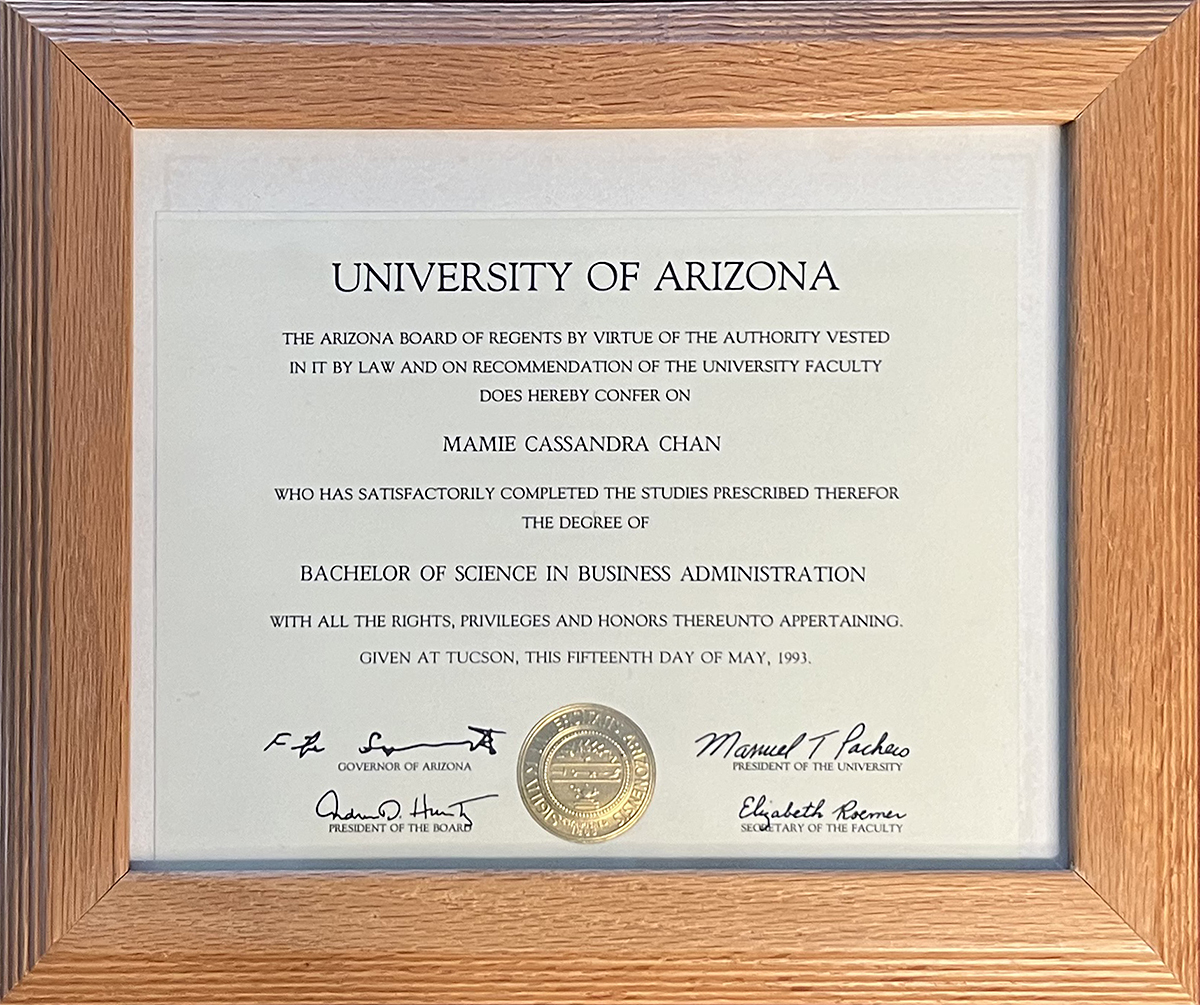 UNIVERSITY OF ARIZONA
THE ARIZONA BOARD OF REGENTS BY VIRTUE OF THE AUTHORITY VESTED
IN IT BY LAW AND ON RECOMMENDATION OF THE UNIVERSITY FACULTY
DOES HEREBY CONFER ON
MAMIE CASSANDRA CHAN
WHO HAS SATISFACTORILY COMPLETED THE STUDIES PRESCRIBED THEREFOR
THE DEGREE OF
BACHELOR OF SCIENCE IN BUSINESS ADMINISTRATION
WITH ALL THE RIGHTS, PRIVILEGES AND HONORS THEREUNTO APPERTAINING.
GIVEN AT TUCSON, THIS FIFTEENTH DAY OF MAY, 1993.
GOVERNOR OF ARIZONA
Manuel T Pacheco
PRESIDENT OF THE UNIVERSITY
PRESIDENT OF THE BOARD
Elizabeth Roemer
SECRETARY OF THE FACULTY
ARIZONENSIS